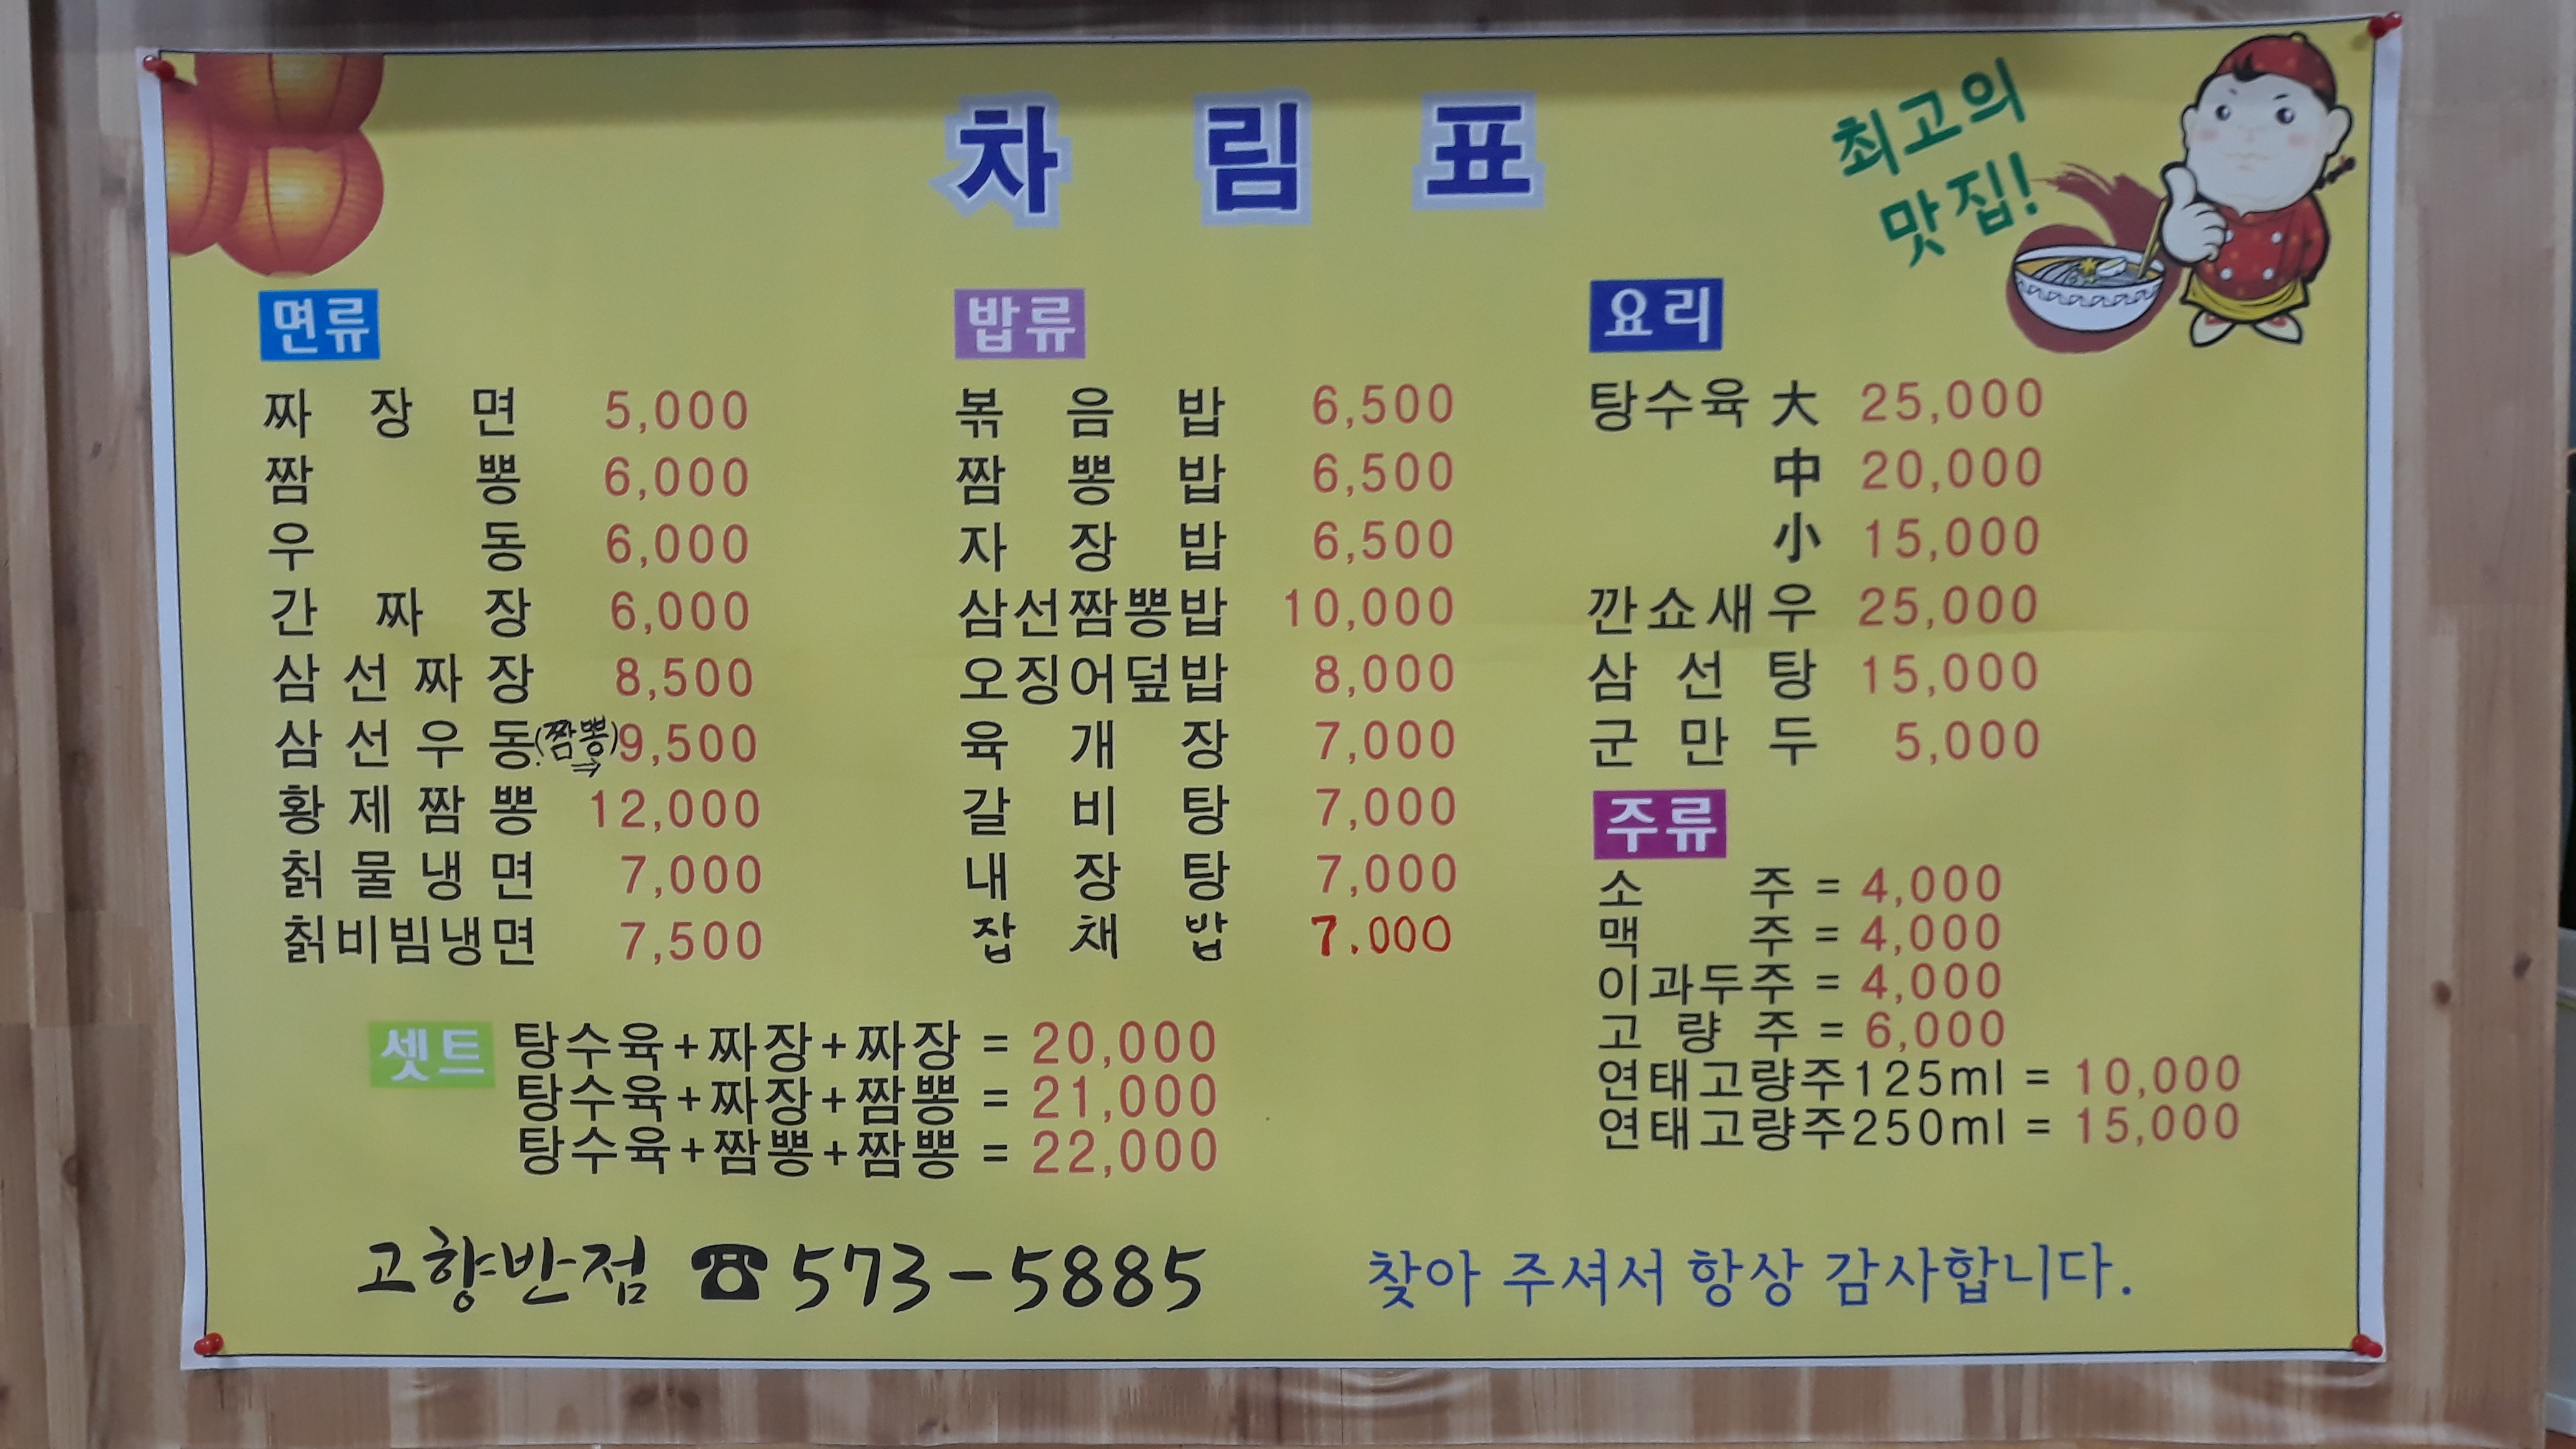 차림표
최고의
맛집!
면류
짜장면 5,000
짬뽕 6,000
우동 6,000
간짜장 6,000
삼선짜장 8,500
삼선우동(짬뽕)⇒9,500
황제짬뽕 12,000
칡물냉면 7,000
칡비빔냉면 7,500
밥류
볶음밥 6,500
짬뽕밥 6,500
자장밥 6,500
삼선짬뽕밥 10,000
오징어덮밥 8,000
육개장 7,000
갈비탕 7,000
내장탕 7,000
잡채밥 7.000
요리
탕수육 大 25,000
中 20,000
小 15,000
깐쇼새우 25,000
삼선탕 15,000
군만두 5,000
주류
소주 = 4,000
맥주 = 4,000
이과두주 = 4,000
고량주 = 6,000
연태고량주125ml = 10,000
연태고량주250ml = 15,000
셋트
탕수육+짜장+짜장 = 20,000
탕수육+짜장+짬뽕 = 21,000
탕수육+짬뽕+짬뽕 = 22,000
고향반점 ☎573-5885
찾아 주셔서 항상 감사합니다.